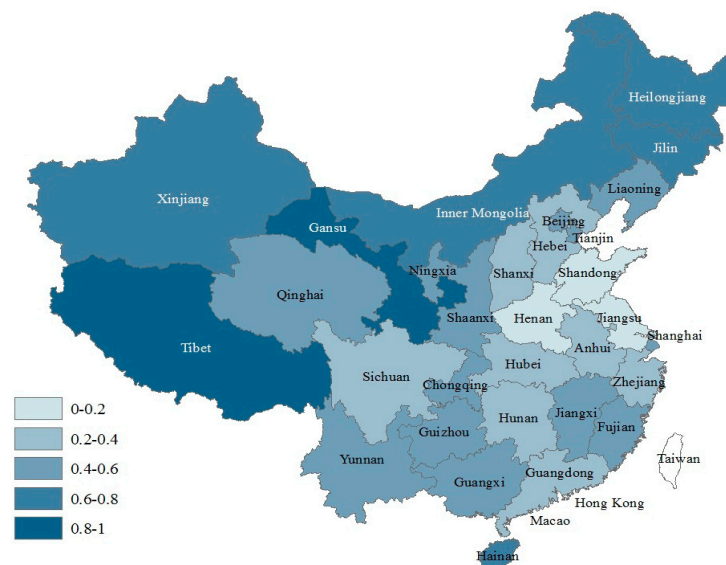 Heilongjiang
Jilin
Xinjiang
Gansu
Inner Mongolia
Liaoning
Beijing
Tianjin
Hebei
Ningxia
Shanxi
Shandong
Qinghai
Shaanxi
Henan
Jiangsu
Shanghai
Tibet
Anhui
Hubei
Sichuan
Chongqing
Zhejiang
Hunan
Jiangxi
Guizhou
Fujian
Yunnan
Taiwan
Guangxi
Guangdong
Hong Kong
Macao
Hainan
0-0.2
0.2-0.4
0.4-0.6
0.6-0.8
0.8-1